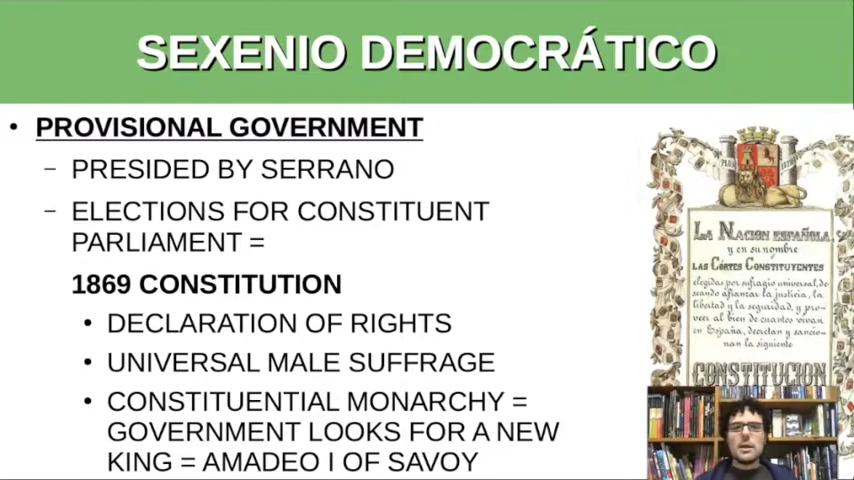 SEXENIO DEMOCRÁTICO
• PROVISIONAL GOVERNMENT
– PRESIDED BY SERRANO
– ELECTIONS FOR CONSTITUENT
PARLIAMENT =
1869 CONSTITUTION
• DECLARATION OF RIGHTS
• UNIVERSAL MALE SUFFRAGE
• CONSTITUENTIAL MONARCHY =
GOVERNMENT LOOKS FOR A NEW
KING = AMADEO I OF SAVOY
LA NACION ESPAÑOLA,
y en su nombre
LAS CÓRTES CONSTITUYENTES
elegidas por sufragio universal, de-
seando afianzar la justicia, la
libertad y la seguridad, y pro-
veer al bien de cuantos vivan
en España, decretan y sancio-
nan la siguiente
CONSTITUCION